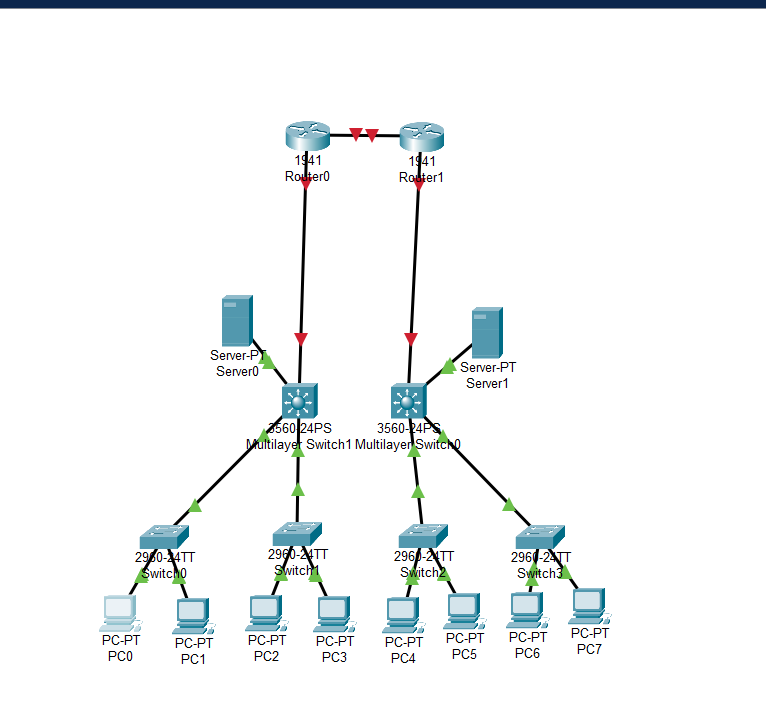 1941
Router0
1941
Router1
Server-PT
Server0
Server-PT
Server1
3560-24PS
Multilayer Switch1
3560-24PS
Multilayer Switch0
2960-24TT
Switch0
2960-24TT
Switch1
2960-24TT
Switch2
2960-24TT
Switch3
PC-PT
PC0
PC-PT
PC1
PC-PT
PC2
PC-PT
PC3
PC-PT
PC4
PC-PT
PC5
PC-PT
PC6
PC-PT
PC7